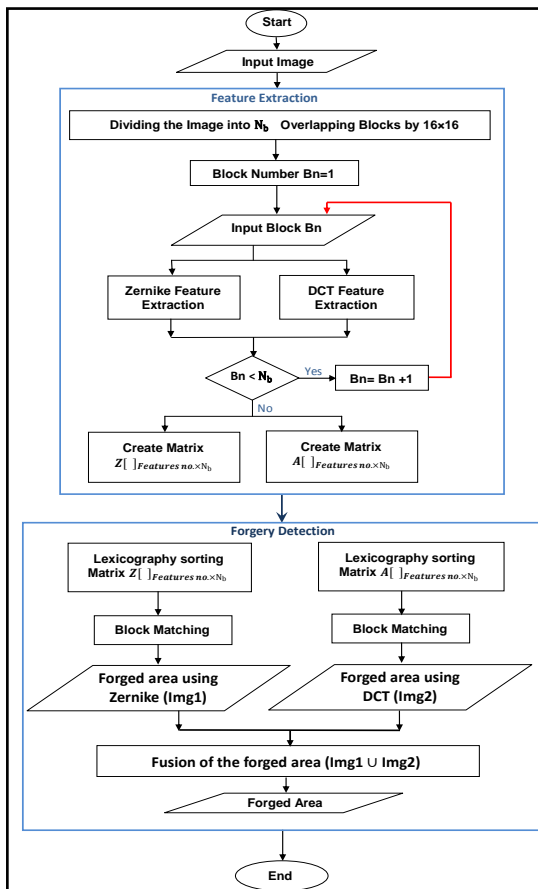 Start
Input Image
Feature Extraction
Dividing the Image into N_b Overlapping Blocks by 16×16
Block Number Bn=1
Input Block Bn
Zernike Feature
Extraction
DCT Feature
Extraction
Bn < N_b
Yes
Bn= Bn +1
No
Create Matrix
Z[ ]_Features no.×N_b
Create Matrix
A[ ]_Features no.×N_b
Forgery Detection
Lexicography sorting
Matrix Z[ ]_Features no.×N_b
Lexicography sorting
Matrix A[ ]_Features no.×N_b
Block Matching
Block Matching
Forged area using
Zernike (Img1)
Forged area using
DCT (Img2)
Fusion of the forged area (Img1 ∪ Img2)
Forged Area
End